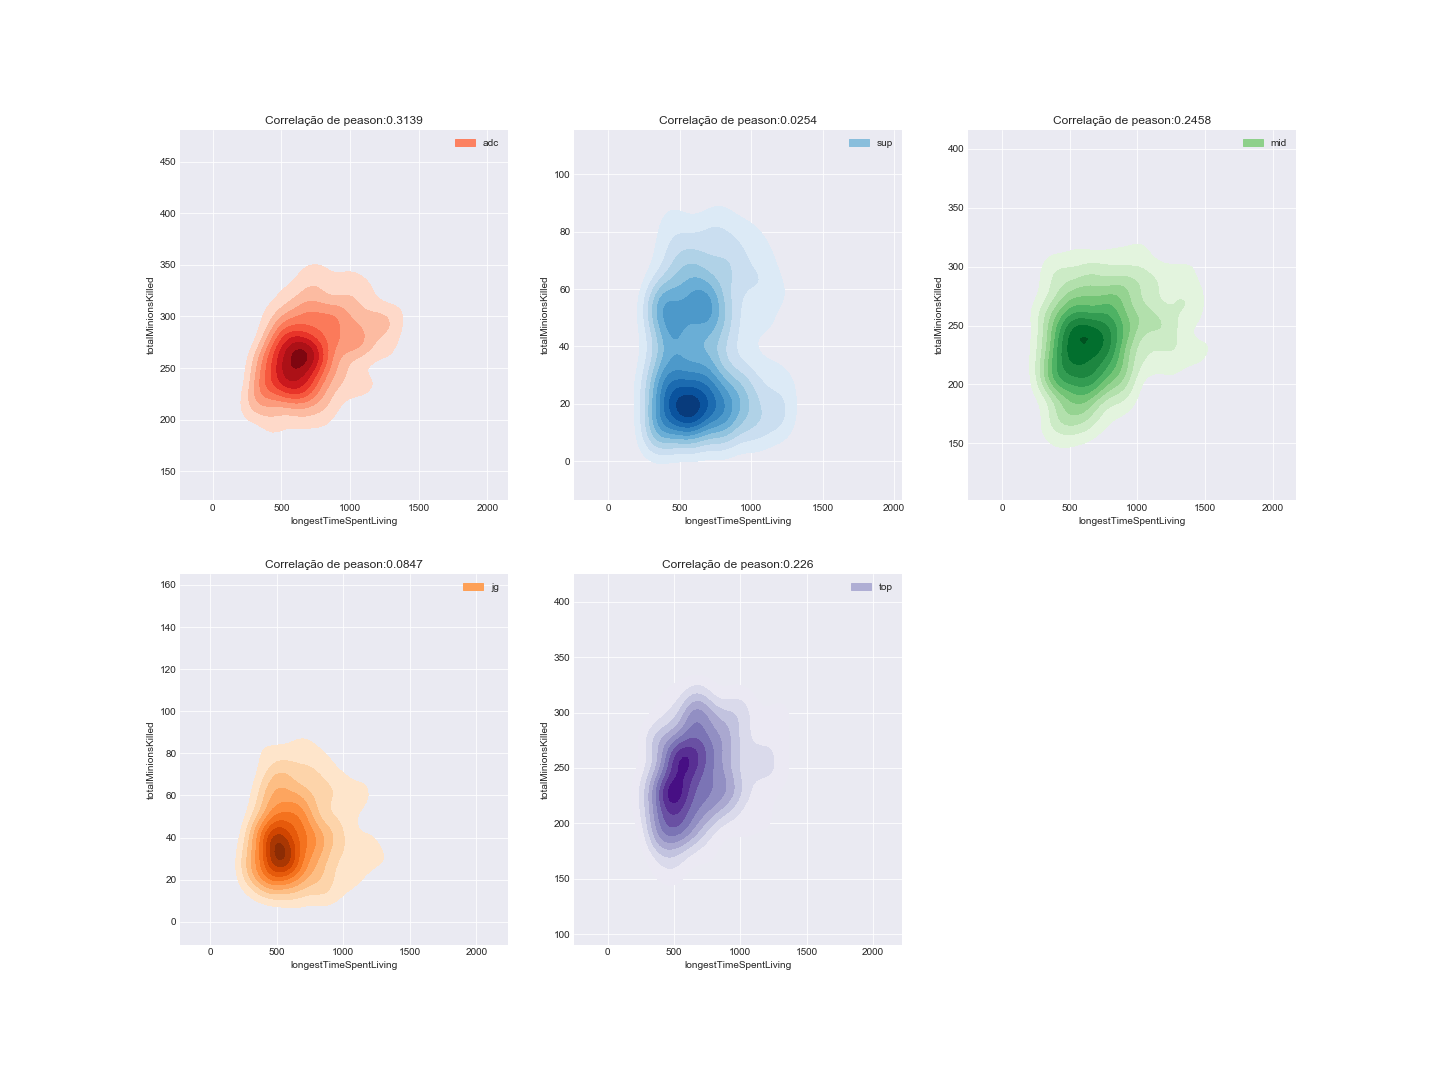 Correlação de peason:0.3139
adc
450
400
350
300
250
200
150
totalMinionsKilled
0 500 1000 1500 2000
longestTimeSpentLiving
Correlação de peason:0.0254
sup
100
80
60
40
20
0
totalMinionsKilled
0 500 1000 1500 2000
longestTimeSpentLiving
Correlação de peason:0.2458
mid
400
350
300
250
200
150
totalMinionsKilled
0 500 1000 1500 2000
longestTimeSpentLiving
Correlação de peason:0.0847
jg
160
140
120
100
80
60
40
20
0
totalMinionsKilled
0 500 1000 1500 2000
longestTimeSpentLiving
Correlação de peason:0.226
top
400
350
300
250
200
150
100
totalMinionsKilled
0 500 1000 1500 2000
longestTimeSpentLiving